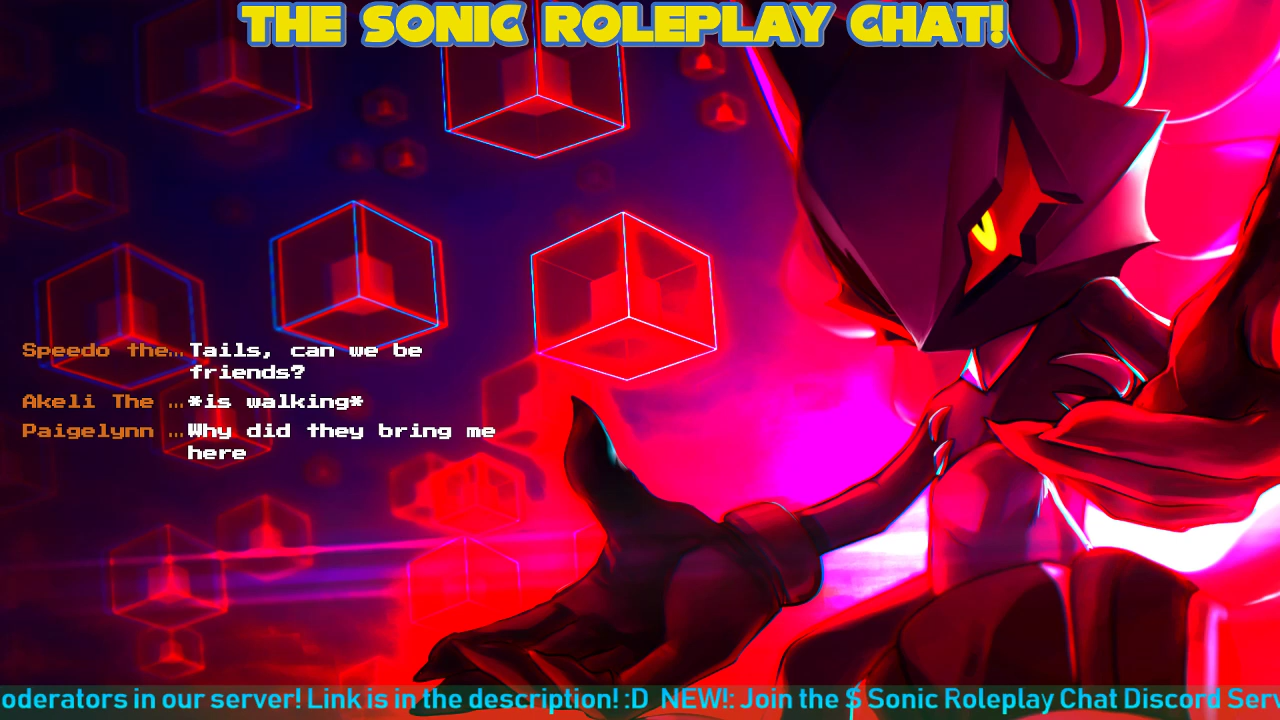 THE SONIC ROLEPLAY CHAT!
Speedo the... Tails, can we be
friends?
Akeli The ... *is walking*
Paigelynn ... Why did they bring me
here
oderators in our server! Link is in the description! :D NEW!: Join the $ Sonic Roleplay Chat Discord Serv